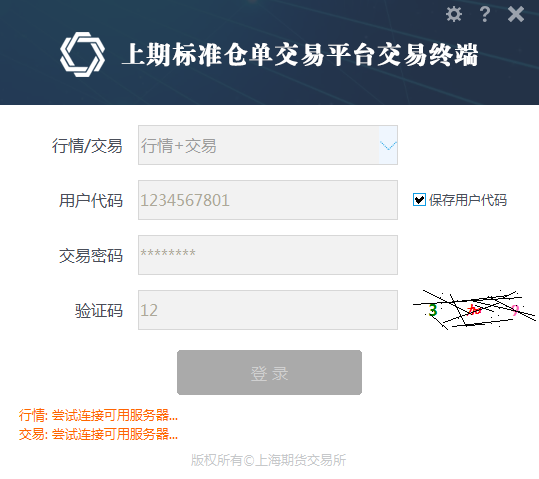 上期标准仓单交易平台交易终端
行情/交易 行情+交易
用户代码 1234567801 保存用户代码
交易密码 ********
验证码 12 3 加 9
登 录
行情: 尝试连接可用服务器...
交易: 尝试连接可用服务器...
版权所有©上海期货交易所